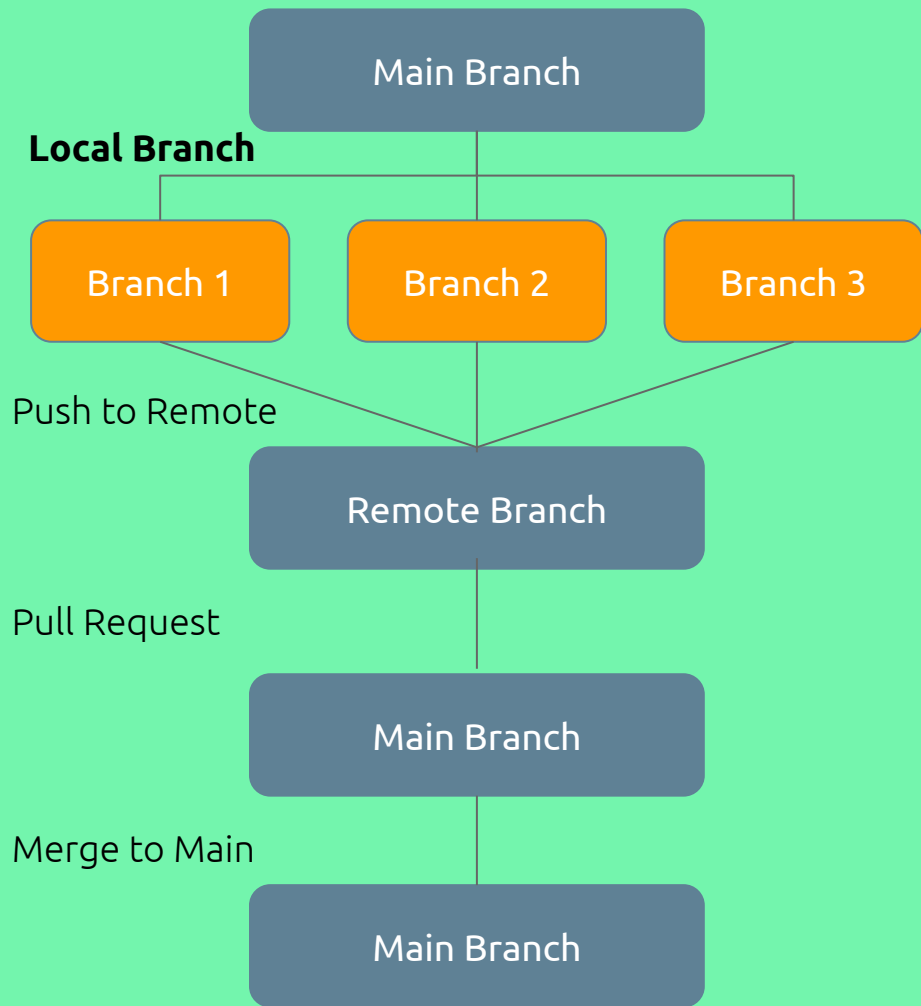 Main Branch
Local Branch
Branch 1
Branch 2
Branch 3
Push to Remote
Remote Branch
Pull Request
Main Branch
Merge to Main
Main Branch